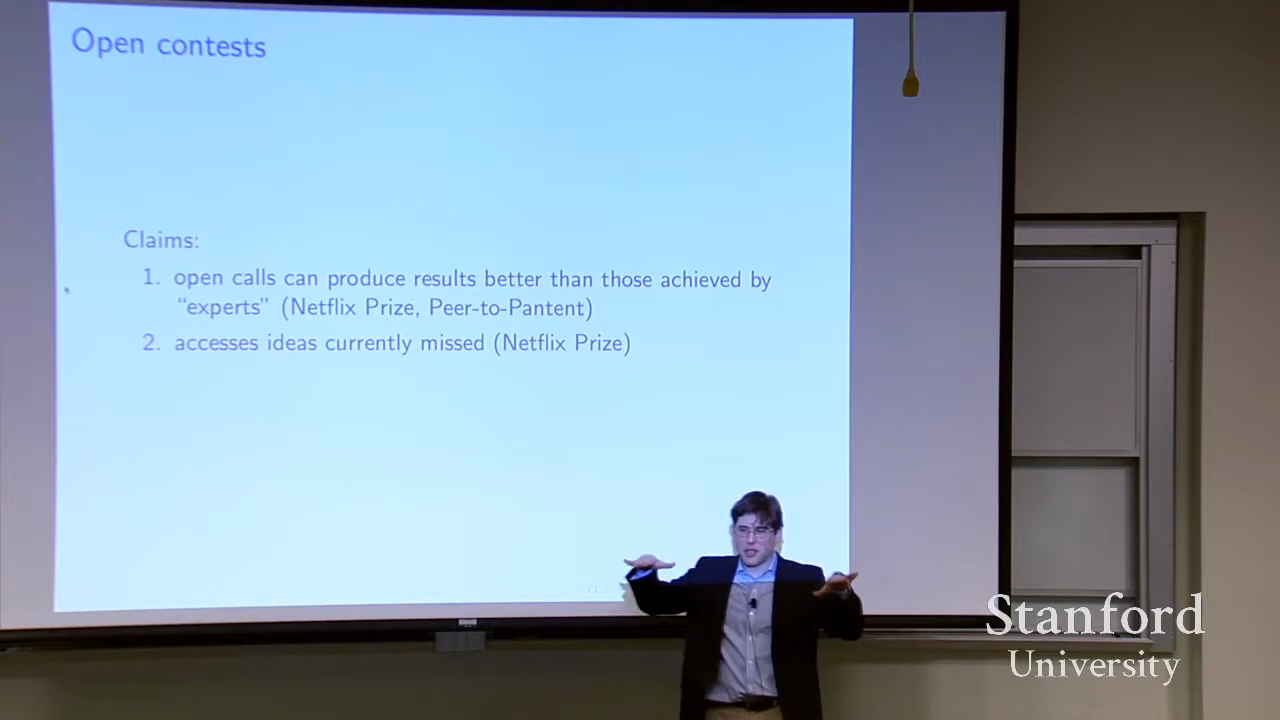 Open contests
Claims:
1. open calls can produce results better than those achieved by
“experts” (Netflix Prize, Peer-to-Pantent)
2. accesses ideas currently missed (Netflix Prize)
Stanford
University